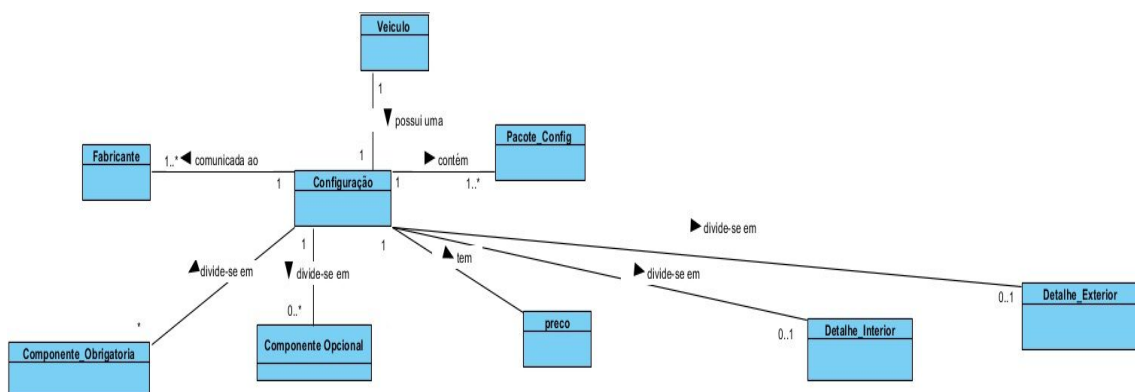 Veiculo
1
possui uma
1
Pacote_Config
Fabricante
1..*
comunicada ao
1
Configuração
1
contém
1..*
1
1
divide-se em
divide-se em
divide-se em
tem
divide-se em
*
0..*
0..1
0..1
Detalhe_Exterior
Componente_Obrigatoria
Componente Opcional
preco
Detalhe_Interior